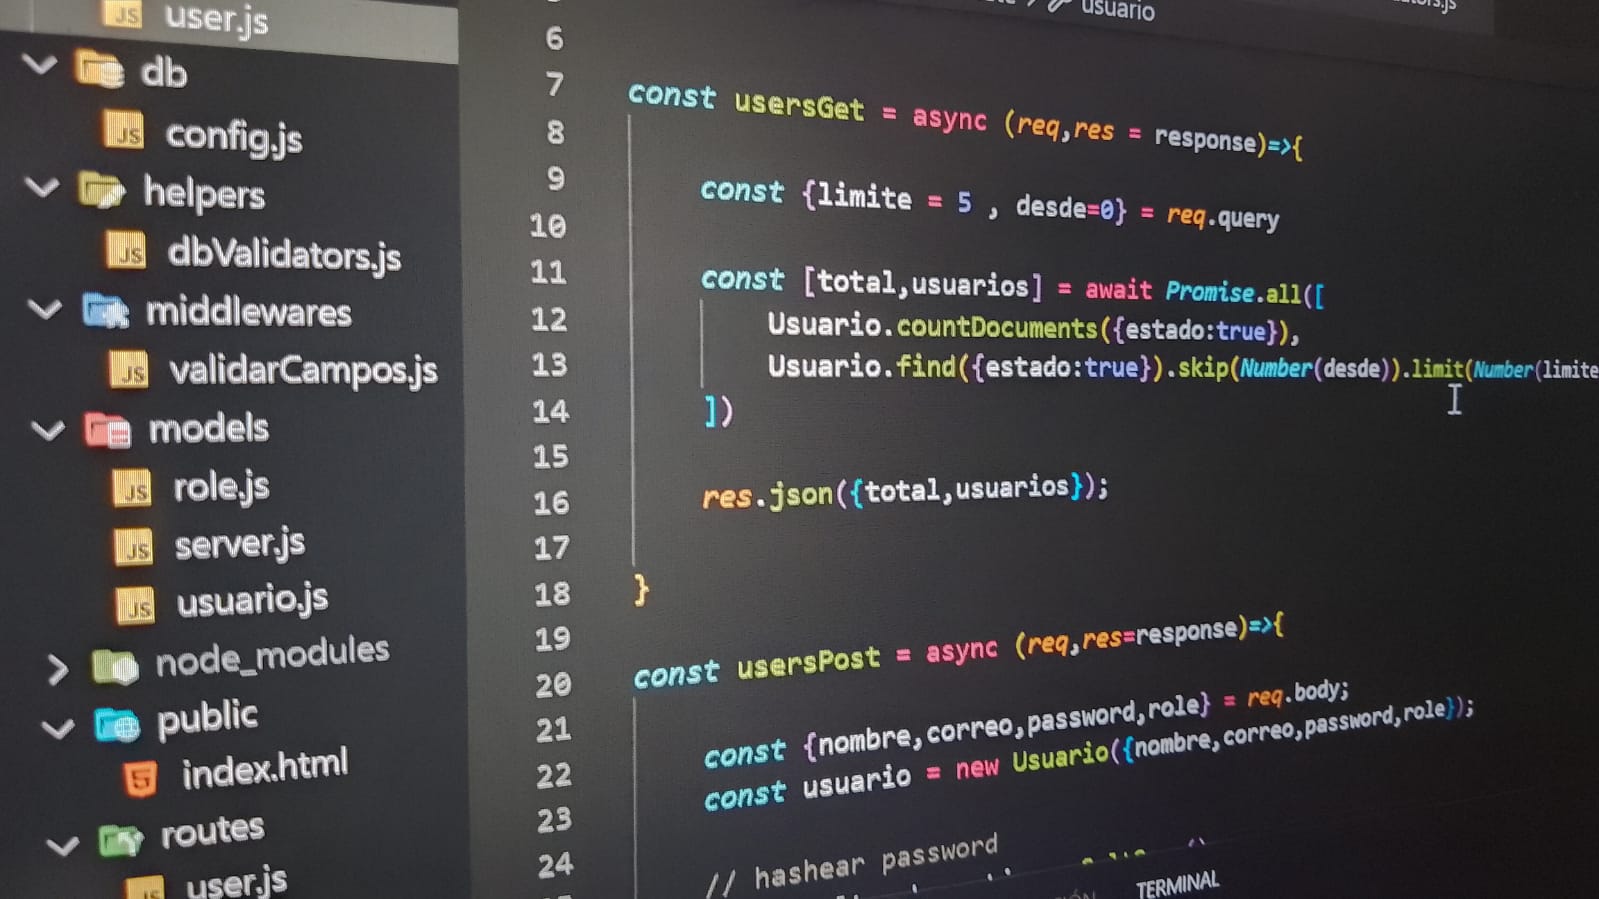 user.js
db
config.js
helpers
dbValidators.js
middlewares
validarCampos.js
models
role.js
server.js
usuario.js
node_modules
public
index.html
routes
user.js
usuario
6
7 const usersGet = async (req,res = response)=>{
8
9 const {limite = 5 , desde=0} = req.query
10
11 const [total,usuarios] = await Promise.all([
12 Usuario.countDocuments({estado:true}),
13 Usuario.find({estado:true}).skip(Number(desde)).limit(Number(limite
14 ])
15
16 res.json({total,usuarios});
17
18 }
19
20 const usersPost = async (req,res=response)=>{
21
22 const {nombre,correo,password,role} = req.body;
23 const usuario = new Usuario({nombre,correo,password,role});
24
// hashear password
TERMINAL